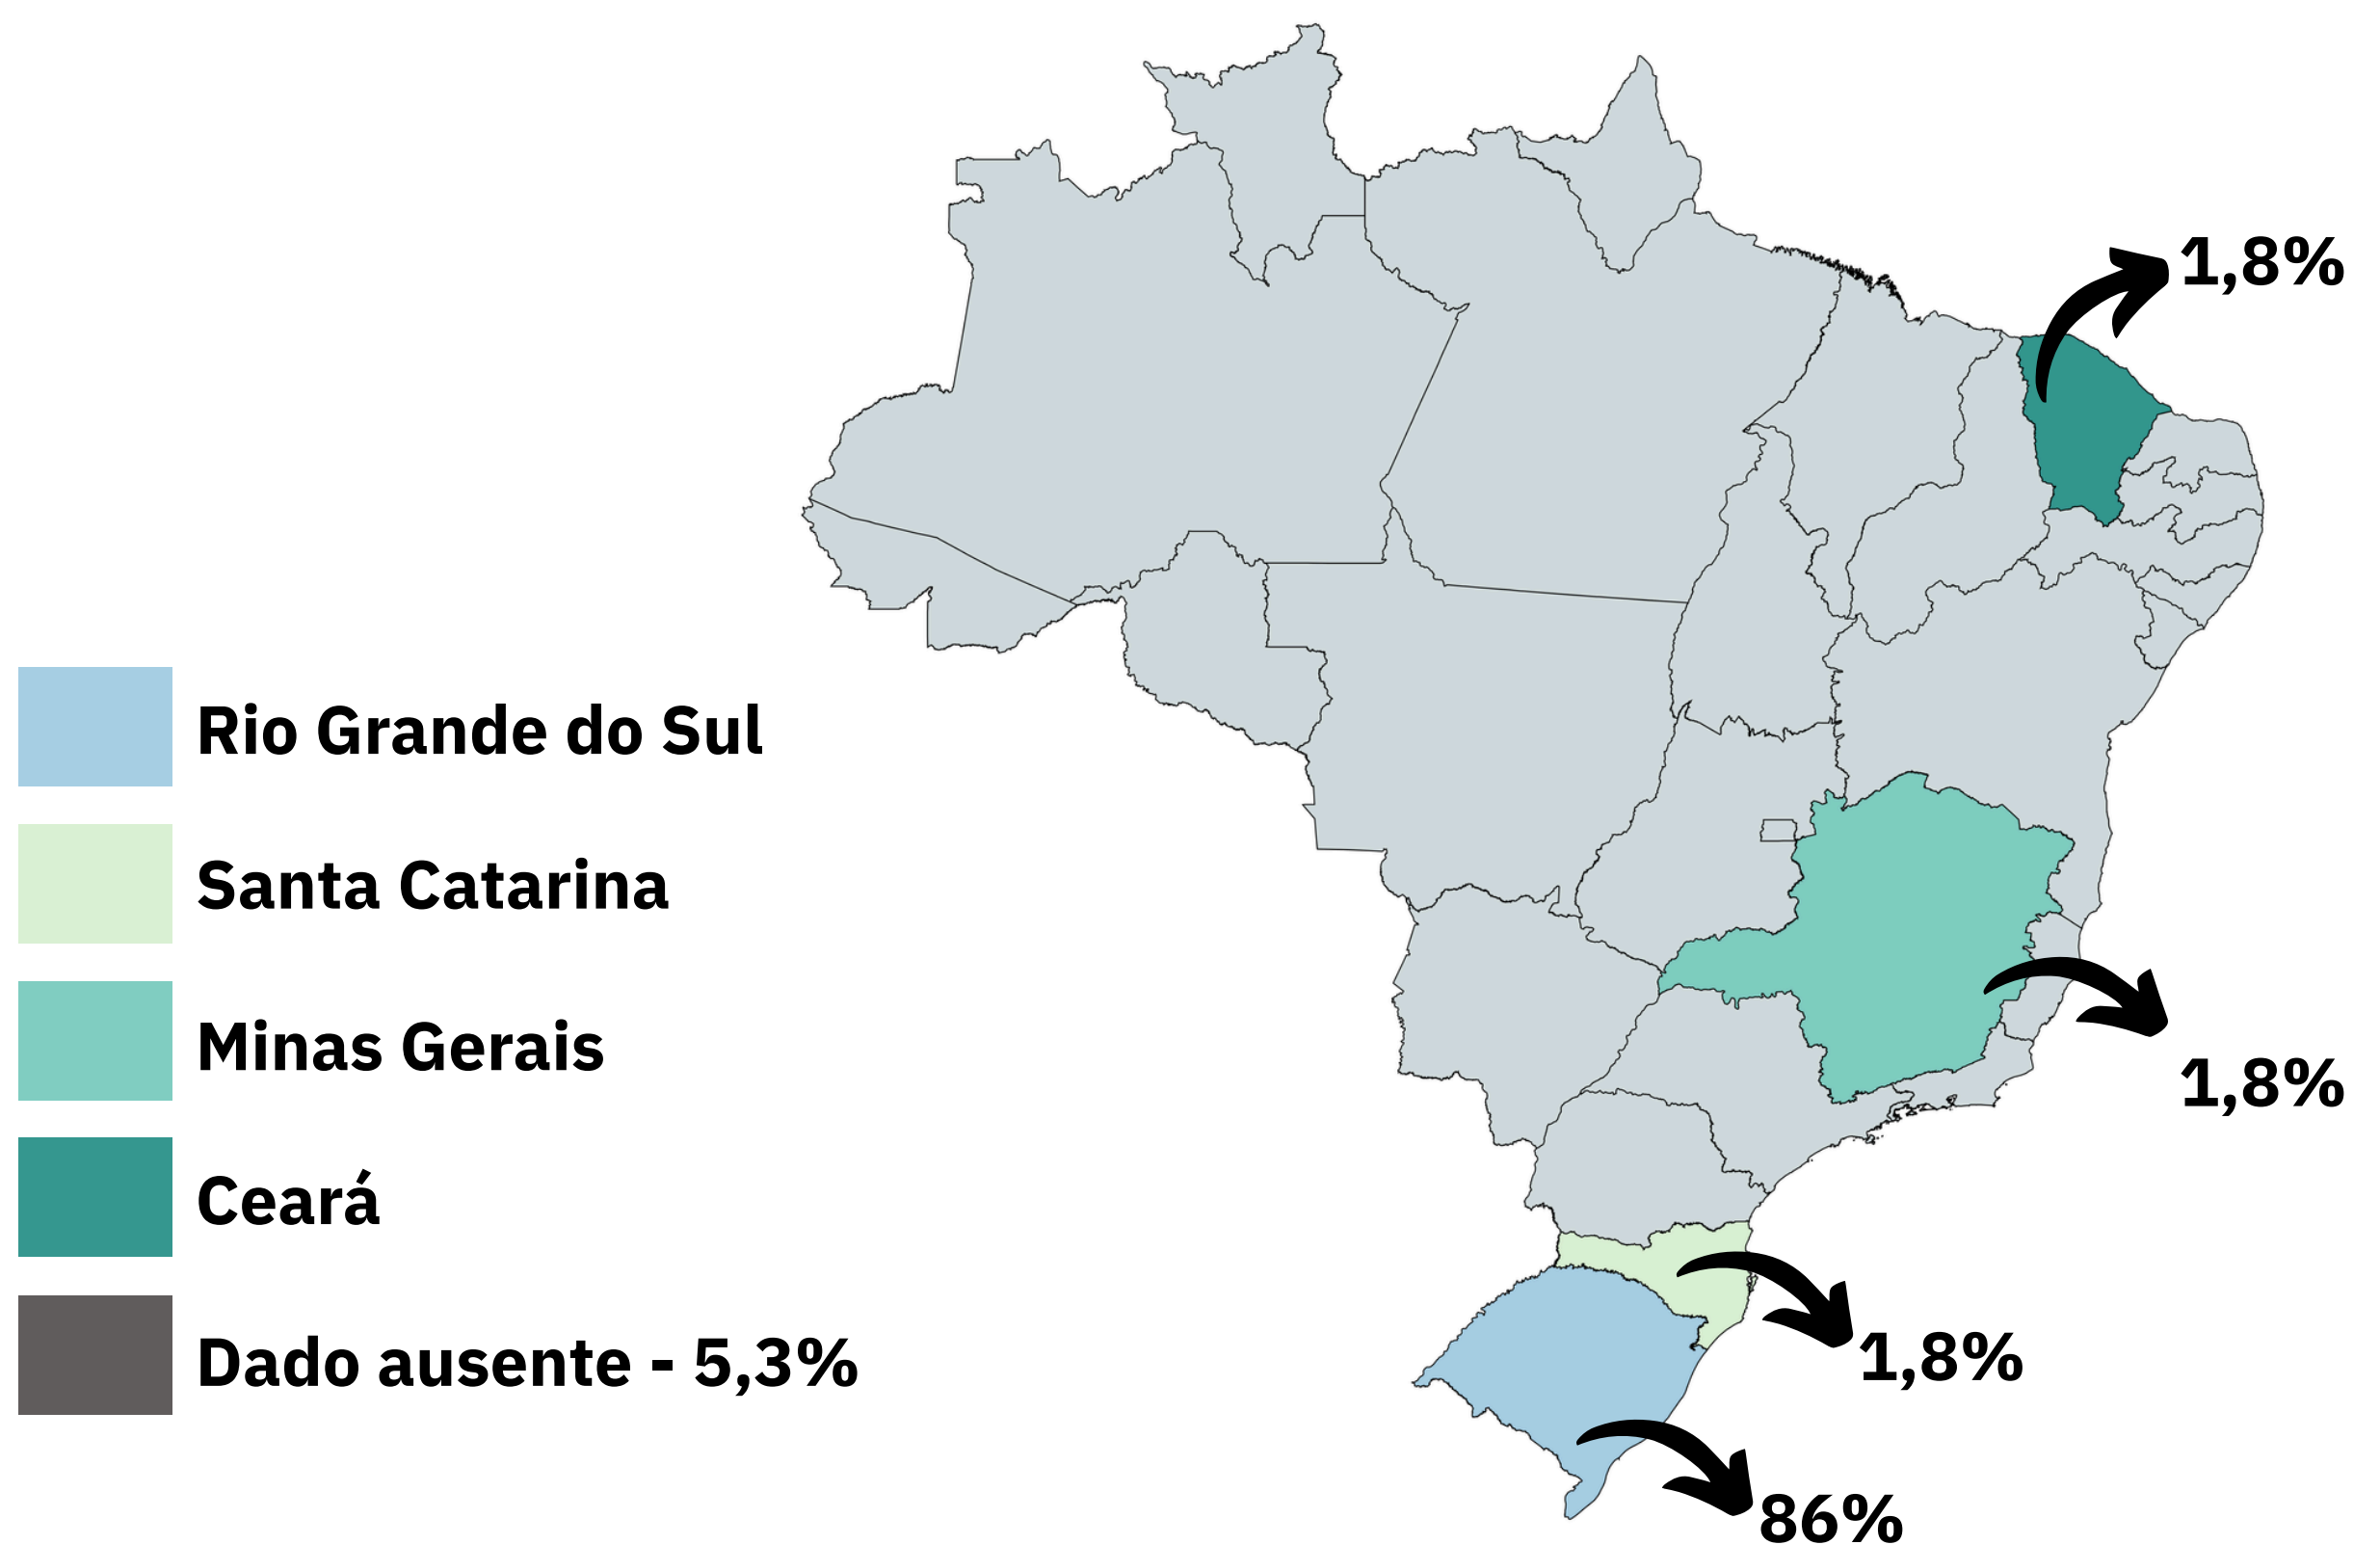 Rio Grande do Sul
Santa Catarina
Minas Gerais
Ceará
Dado ausente - 5,3%
1,8%
1,8%
1,8%
86%